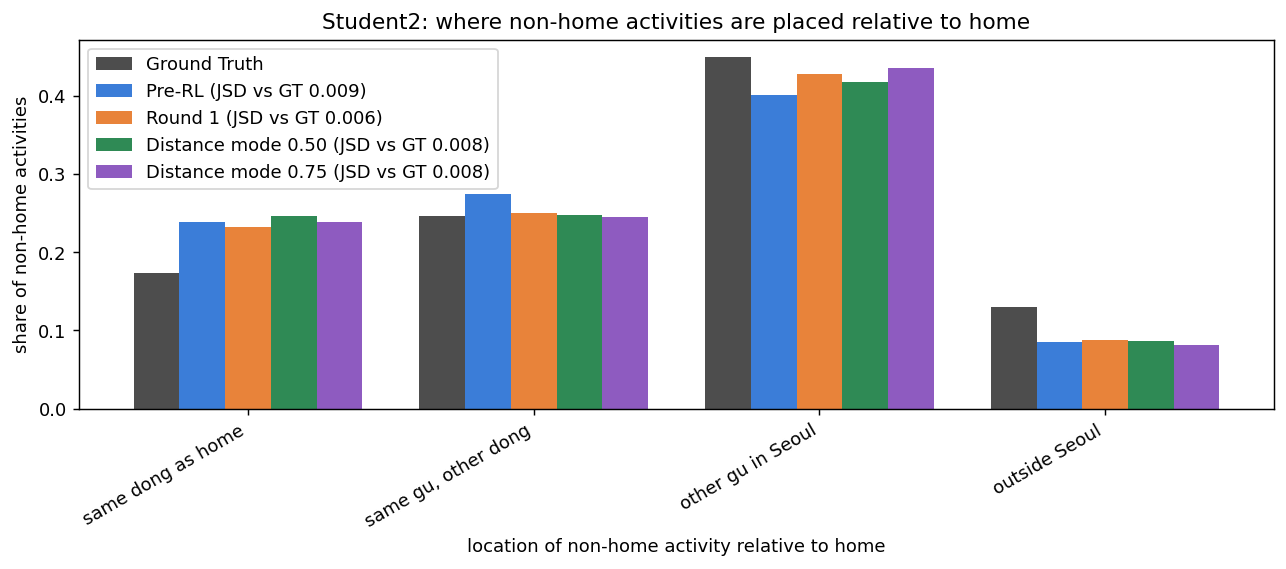 Student2: where non-home activities are placed relative to home
Ground Truth
Pre-RL (JSD vs GT 0.009)
Round 1 (JSD vs GT 0.006)
Distance mode 0.50 (JSD vs GT 0.008)
Distance mode 0.75 (JSD vs GT 0.008)
share of non-home activities
0.4
0.3
0.2
0.1
0.0
same dong as home
same gu, other dong
other gu in Seoul
outside Seoul
location of non-home activity relative to home